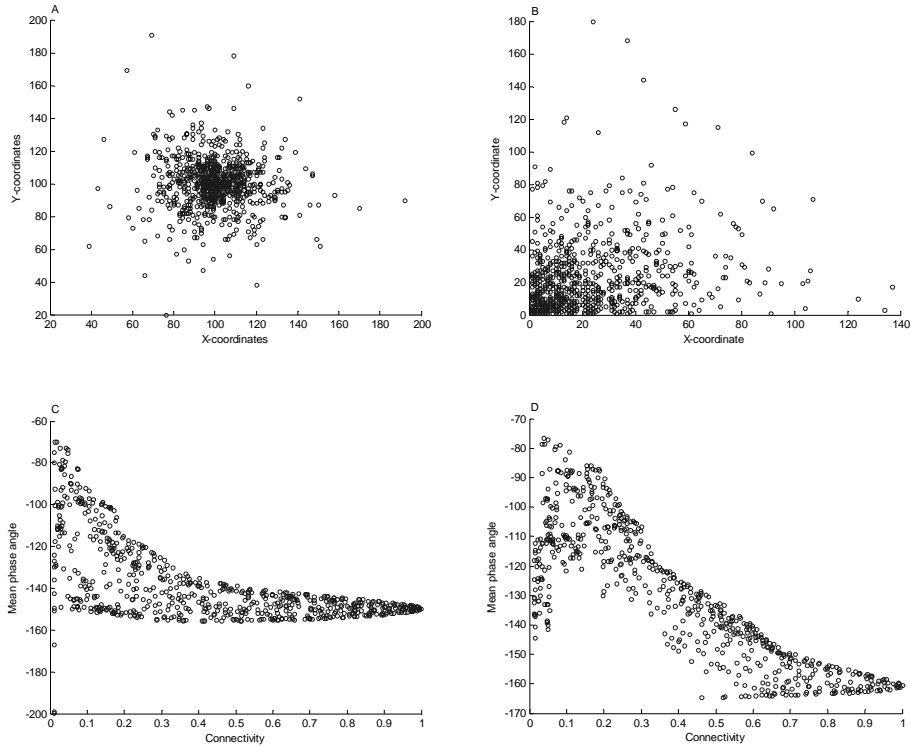 A
200
180
160
140
120
100
80
60
40
20
Y-coordinates
20 40 60 80 100 120 140 160 180 200
X-coordinates
B
180
160
140
120
100
80
60
40
20
0
Y-coordinate
0 20 40 60 80 100 120 140
X-coordinate
C
-60
-80
-100
-120
-140
-160
-180
-200
Mean phase angle
0 0.1 0.2 0.3 0.4 0.5 0.6 0.7 0.8 0.9 1
Connectivity
D
-70
-80
-90
-100
-110
-120
-130
-140
-150
-160
-170
Mean phase angle
0 0.1 0.2 0.3 0.4 0.5 0.6 0.7 0.8 0.9 1
Connectivity